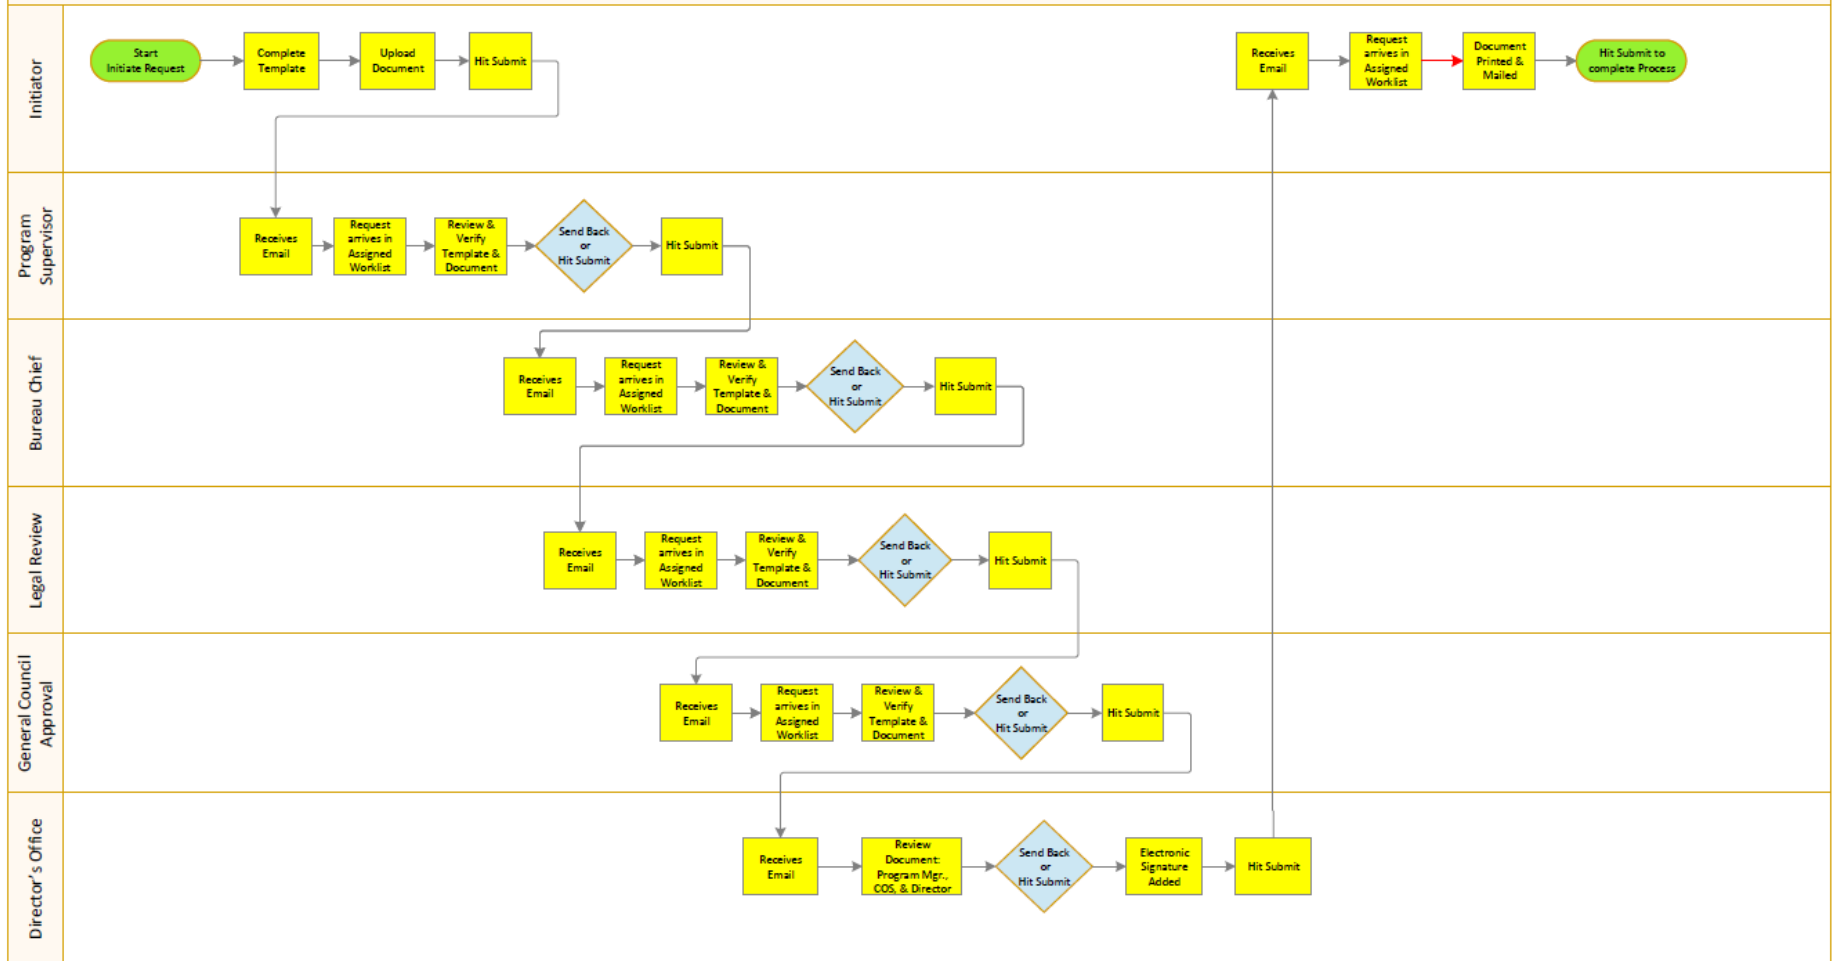 Initiator
Start
Initiate Request
Complete
Template
Upload
Document
Hit Submit
Receives
Email
Request
arrives in
Assigned
Worklist
Document
Printed &
Mailed
Hit Submit to
complete Process
Program
Supervisor
Receives
Email
Request
arrives in
Assigned
Worklist
Review &
Verify
Template &
Document
Send Back
or
Hit Submit
Hit Submit
Bureau Chief
Receives
Email
Request
arrives in
Assigned
Worklist
Review &
Verify
Template &
Document
Send Back
or
Hit Submit
Hit Submit
Legal Review
Receives
Email
Request
arrives in
Assigned
Worklist
Review &
Verify
Template &
Document
Send Back
or
Hit Submit
Hit Submit
General Council
Approval
Receives
Email
Request
arrives in
Assigned
Worklist
Review &
Verify
Template &
Document
Send Back
or
Hit Submit
Hit Submit
Director's Office
Receives
Email
Review
Document:
Program Mgr.,
COS, & Director
Send Back
or
Hit Submit
Electronic
Signature
Added
Hit Submit